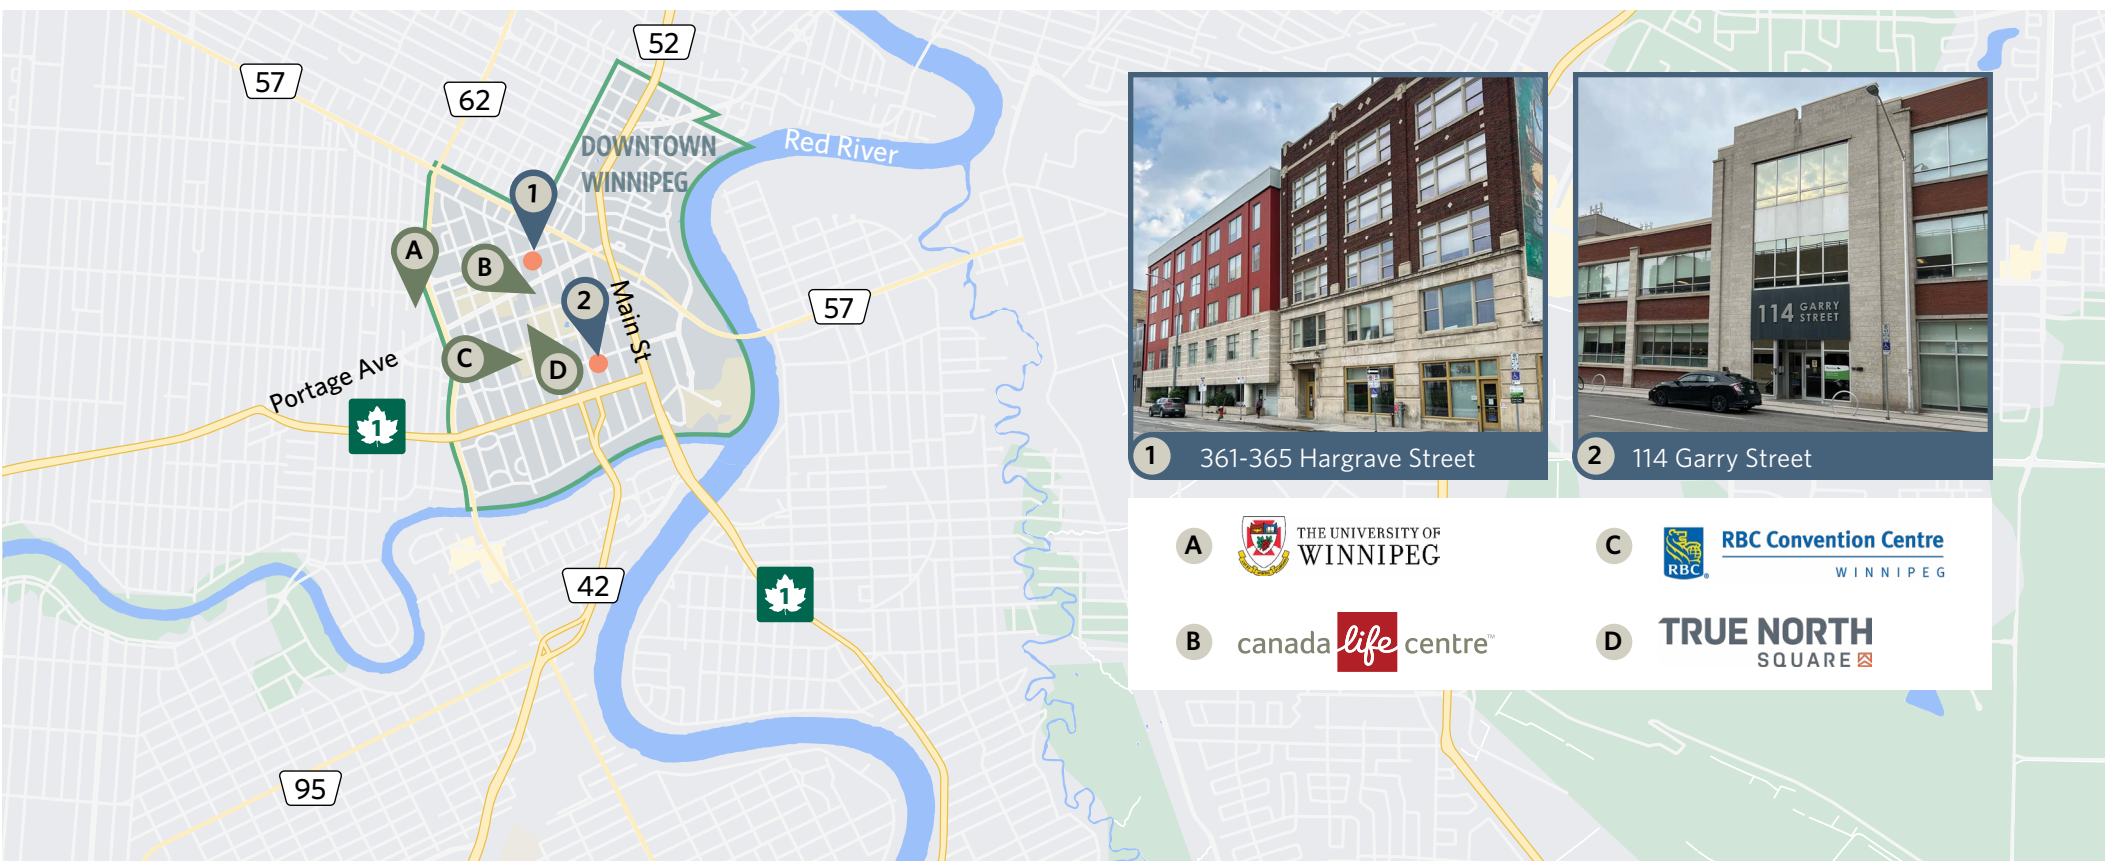 52
57
62
DOWNTOWN
WINNIPEG
Red River
1
A
B
2
Main St
57
C
D
Portage Ave
1
42
1
95
114 GARRY
STREET
361
1 361-365 Hargrave Street
2 114 Garry Street
A THE UNIVERSITY OF
WINNIPEG
C RBC RBC Convention Centre
WINNIPEG
B canada life centre™
D TRUE NORTH
SQUARE